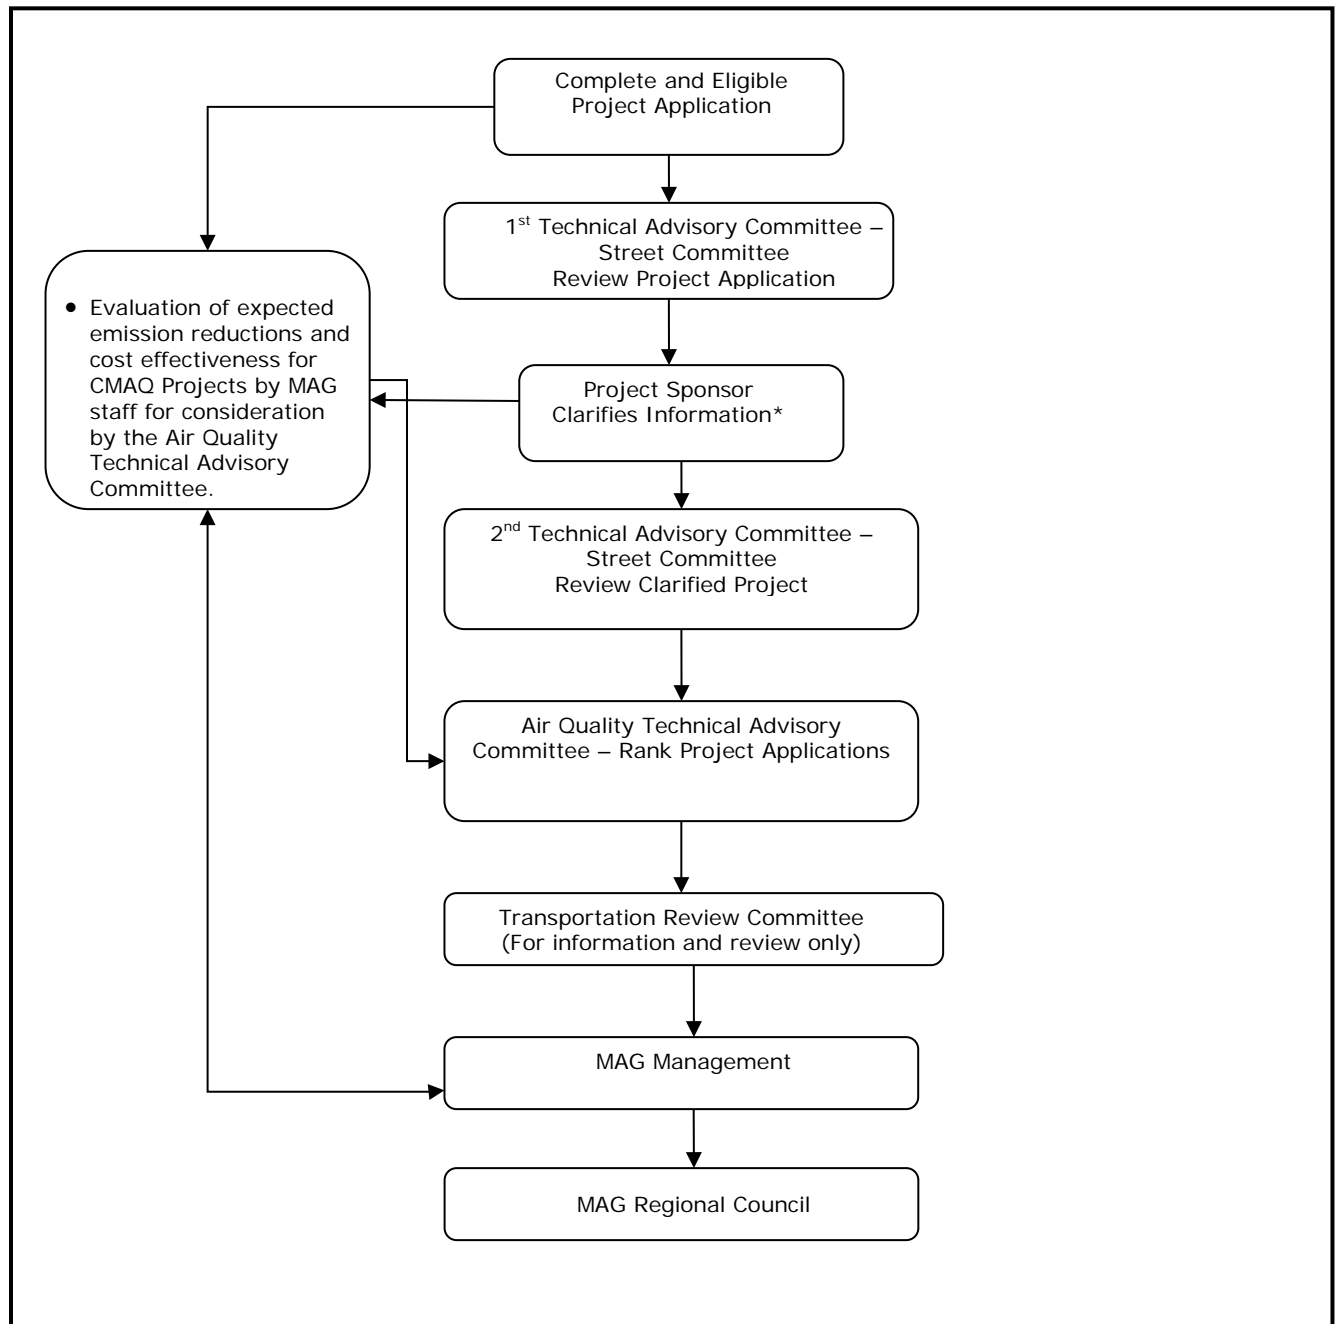 Complete and Eligible
Project Application
1st Technical Advisory Committee –
Street Committee
Review Project Application
• Evaluation of expected
emission reductions and
cost effectiveness for
CMAQ Projects by MAG
staff for consideration
by the Air Quality
Technical Advisory
Committee.
Project Sponsor
Clarifies Information*
2nd Technical Advisory Committee –
Street Committee
Review Clarified Project
Air Quality Technical Advisory
Committee – Rank Project Applications
Transportation Review Committee
(For information and review only)
MAG Management
MAG Regional Council